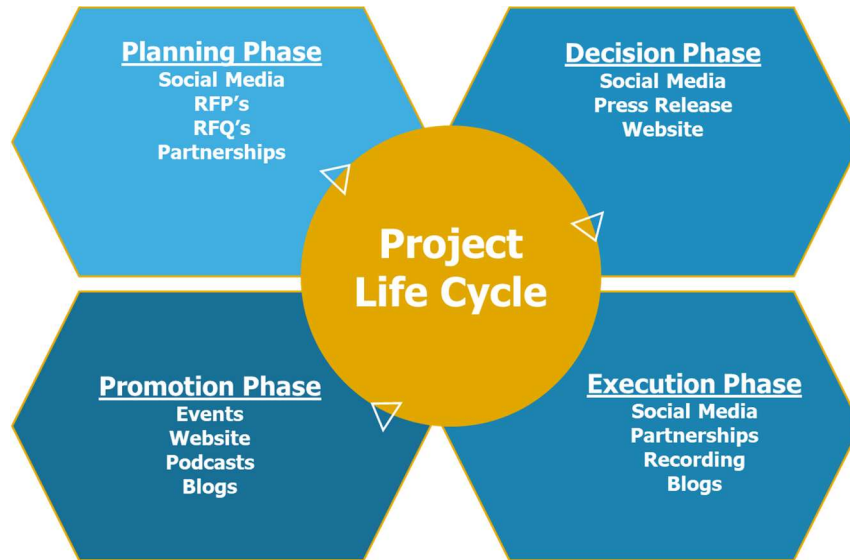 Planning Phase
Social Media
RFP's
RFQ's
Partnerships
Decision Phase
Social Media
Press Release
Website
Project
Life Cycle
Promotion Phase
Events
Website
Podcasts
Blogs
Execution Phase
Social Media
Partnerships
Recording
Blogs